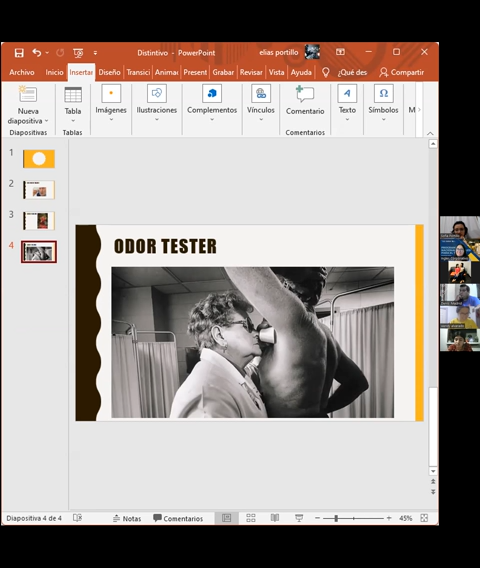 Distintivo - PowerPoint
elias portillo
Archivo Inicio Insertar Diseño Transici Animac Present Grabar Revisar Vista Ayuda ¿Qué des Compartir
Nueva diapositiva
Tabla
Imágenes
Ilustraciones
Complementos
Vínculos
Comentario
Texto
Símbolos
M
Diapositivas
Tablas
Comentarios
1
2
3
4
ODOR TESTER
Diapositiva 4 de 4
Notas
Comentarios
45%